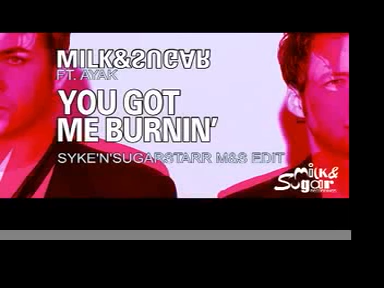 MILK&SUGAR
FT. AYAK
YOU GOT
ME BURNIN'
SYKE'N'SUGARSTARR M&S EDIT
Milk&
Sugar